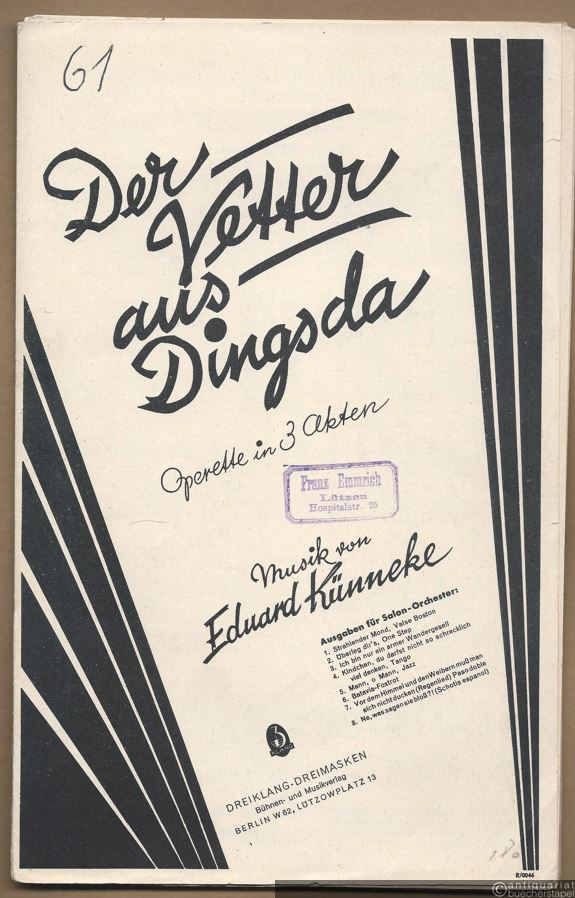 61
Der
Vetter
aus
Dingsda
Operette in 3 Akten
Franz Emmrich
Lützen
Hospitalstr. 25
Musik von
Eduard Künneke
Ausgaben für Salon-Orchester:
1. Strahlender Mond, Valse Boston
2. Überleg dir's, One Step
3. Ich bin nur ein armer Wandergesell
4. Kindchen, du darfst nicht so schrecklich
viel denken, Tango
5. Mann, o Mann, Jazz
6. Batavia-Foxtrot
7. Vor dem Himmel und den Weibern muß man
sich nicht ducken (Regenlied) Paso doble
8. Na, was sagen sie bloß?! (Schotis espanol)
3
KLANG
DREIKLANG-DREIMASKEN
Bühnen- und Musikverlag
BERLIN W 62, LÜTZOWPLATZ 13
R/0046
© antiquariat
buecherstapel